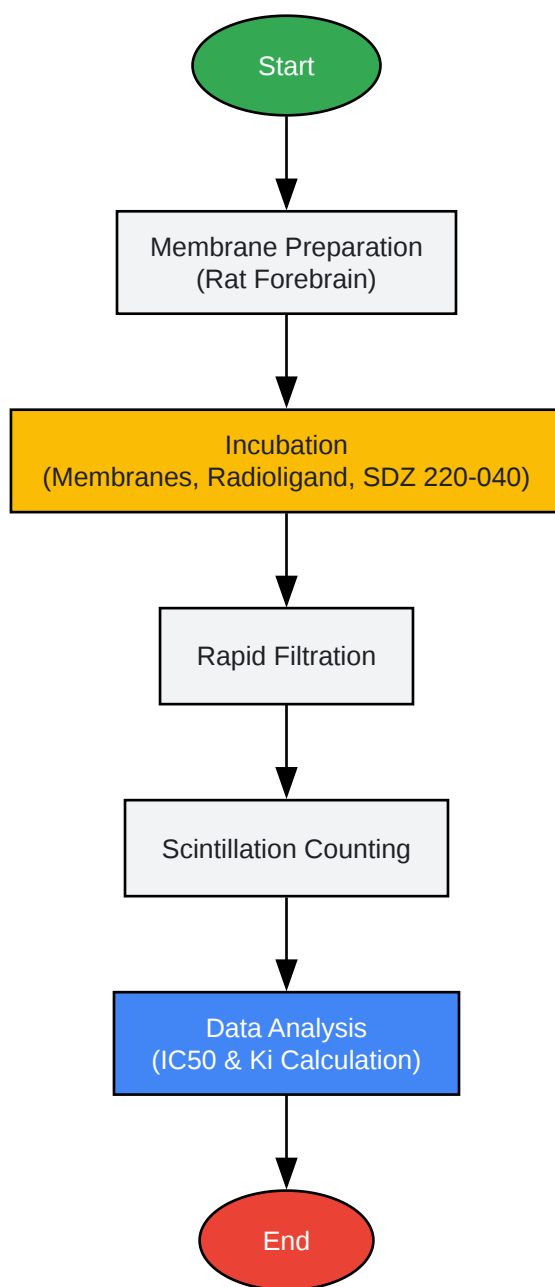 Start
Membrane Preparation
(Rat Forebrain)
Incubation
(Membranes, Radioligand, SDZ 220-040)
Rapid Filtration
Scintillation Counting
Data Analysis
(IC50 & Ki Calculation)
End